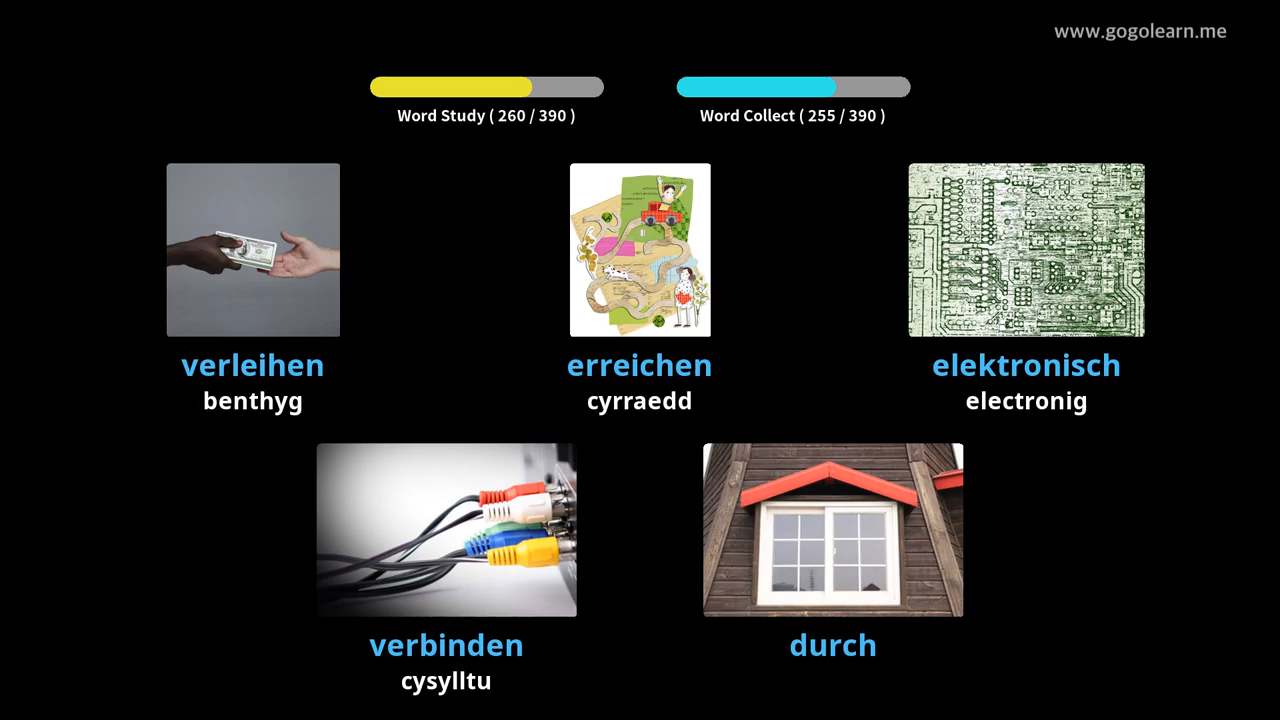 www.gogolearn.me
Word Study ( 260 / 390 )
Word Collect ( 255 / 390 )
verleihen
benthyg
erreichen
cyrraedd
elektronisch
electronig
verbinden
cysylltu
durch